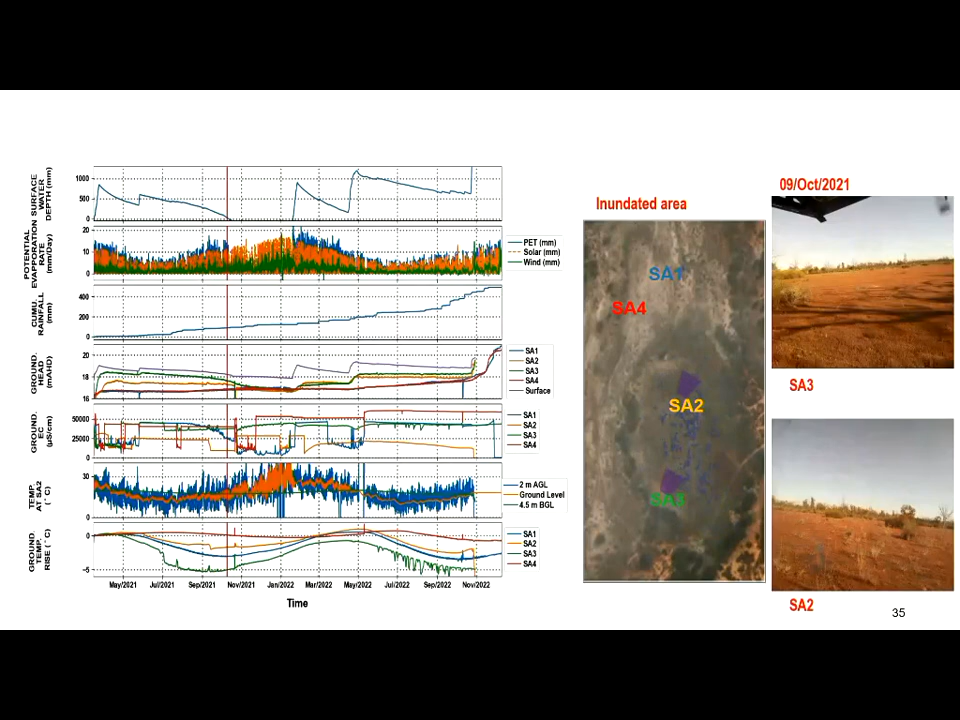 SURFACE
WATER
DEPTH (mm)
1000
500
0
POTENTIAL
EVAPPORATION
RATE
(mm/Day)
20
10
0
PET (mm)
Solar (mm)
Wind (mm)
CUMU.
RAINFALL
(mm)
400
200
0
GROUND.
HEAD
(mAHD)
20
18
16
SA1
SA2
SA3
SA4
Surface
GROUND.
EC
(µS/cm)
50000
25000
0
SA1
SA2
SA3
SA4
TEMP.
AT SA2
(°C)
30
0
2 m AGL
Ground Level
4.5 m BGL
GROUND.
TEMP.
RISE (°C)
0
−5
SA1
SA2
SA3
SA4
May/2021 Jul/2021 Sep/2021 Nov/2021 Jan/2022 Mar/2022 May/2022 Jul/2022 Sep/2022 Nov/2022
Time
Inundated area
SA1
SA4
SA2
SA3
09/Oct/2021
SA3
SA2
35